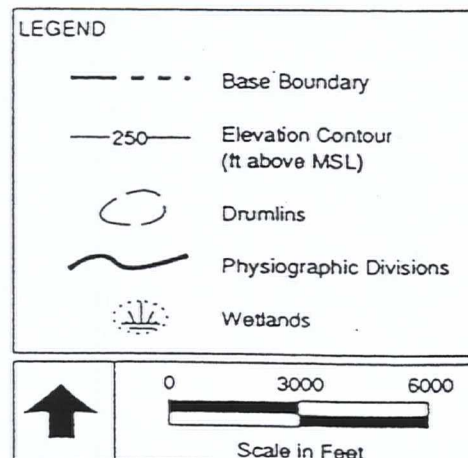 LEGEND
Base Boundary
250
Elevation Contour
(ft above MSL)
Drumlins
Physiographic Divisions
Wetlands
0 3000 6000
Scale in Feet